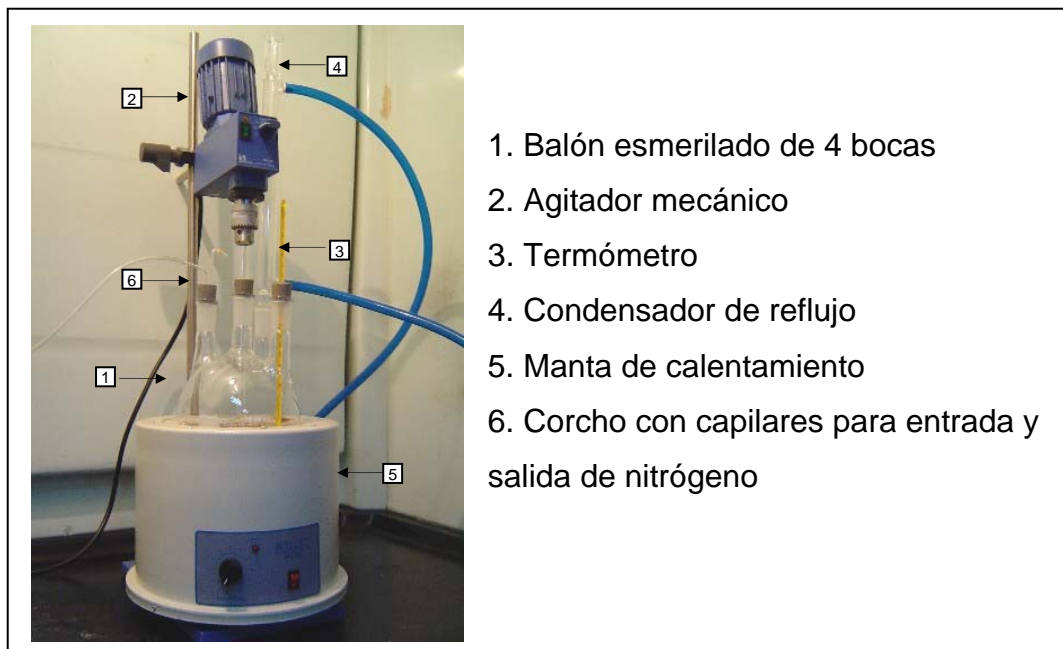 4
2
3
6
1
5
1. Balón esmerilado de 4 bocas
2. Agitador mecánico
3. Termómetro
4. Condensador de reflujo
5. Manta de calentamiento
6. Corcho con capilares para entrada y
salida de nitrógeno